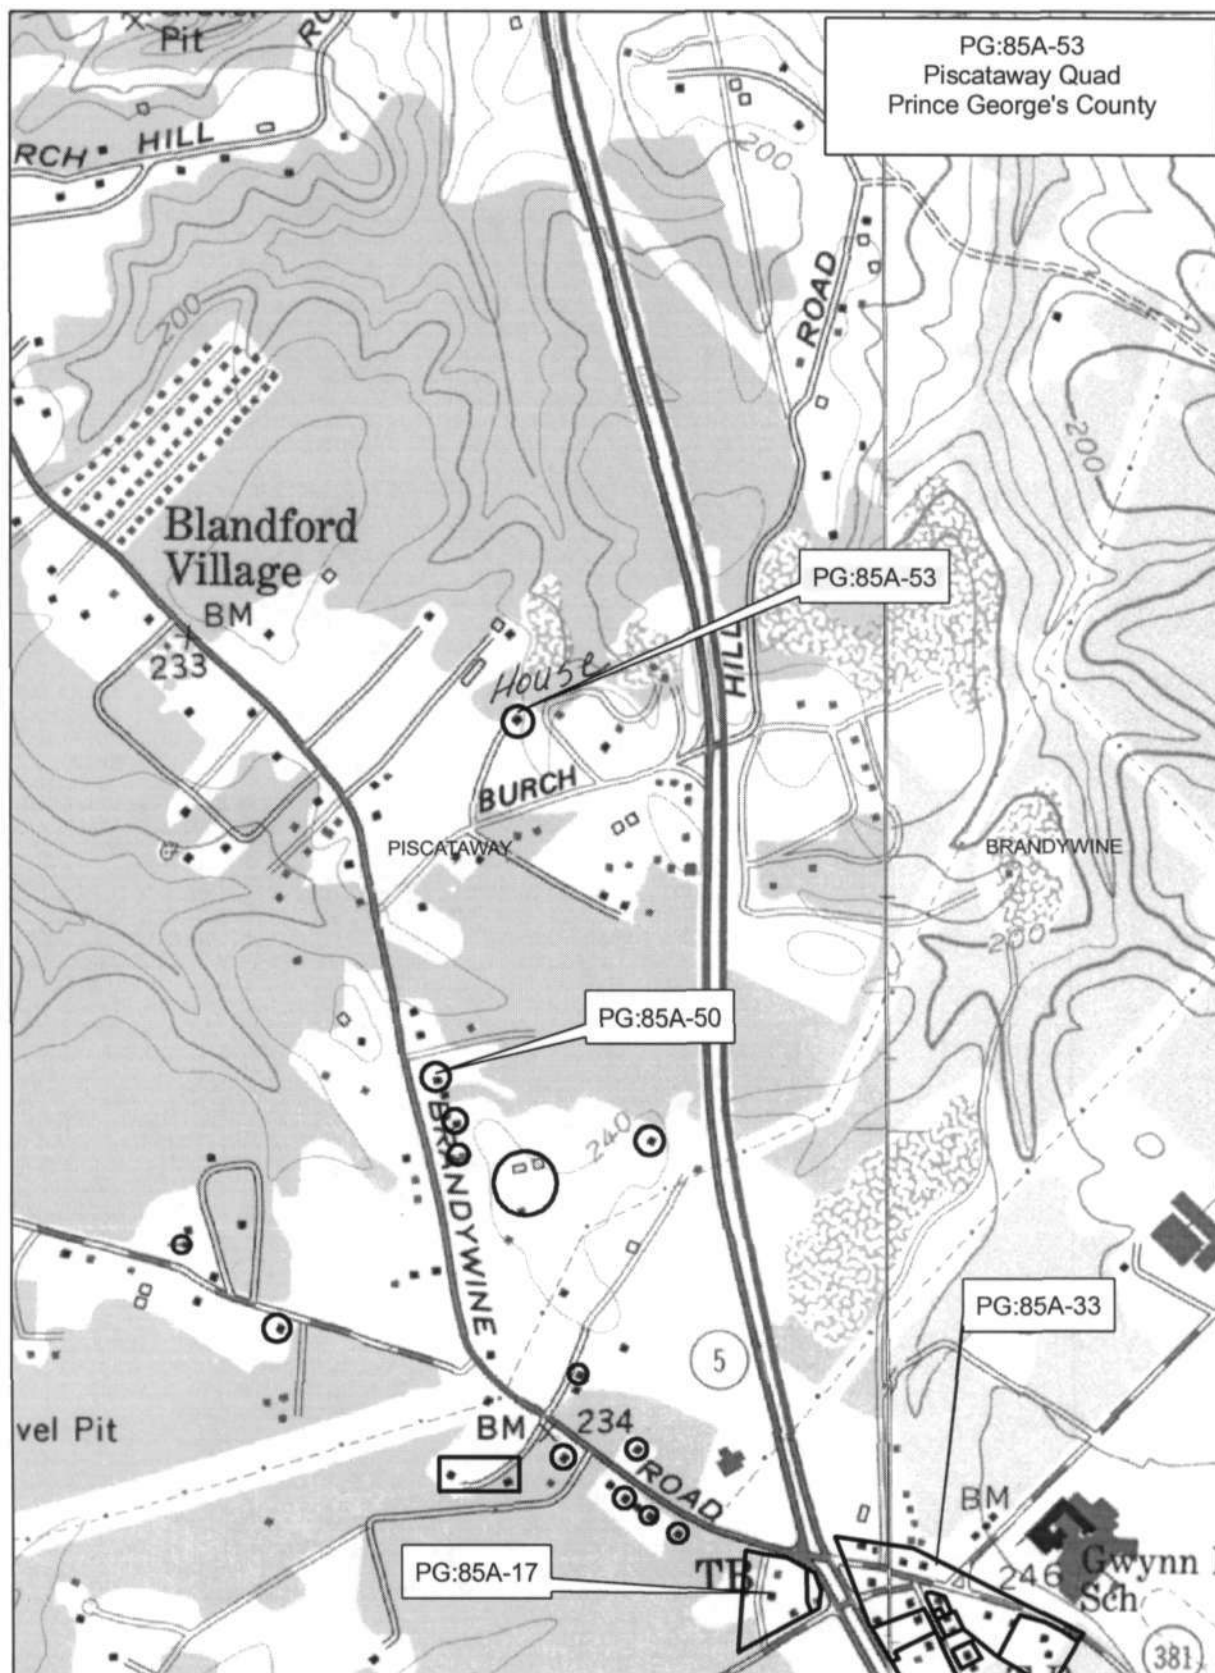 PG:85A-53
Piscataway Quad
Prince George's County
Pit
RCH HILL
200
200
ROAD
200
Blandford
Village
BM
233
PG:85A-53
House
HILL
BURCH
PISCATAWAY
BRANDYWINE
200
PG:85A-50
240
BRANDYWINE
PG:85A-33
5
vel Pit
BM 234
ROAD
BM
PG:85A-17
TB
246
Gwynn
Sch
381